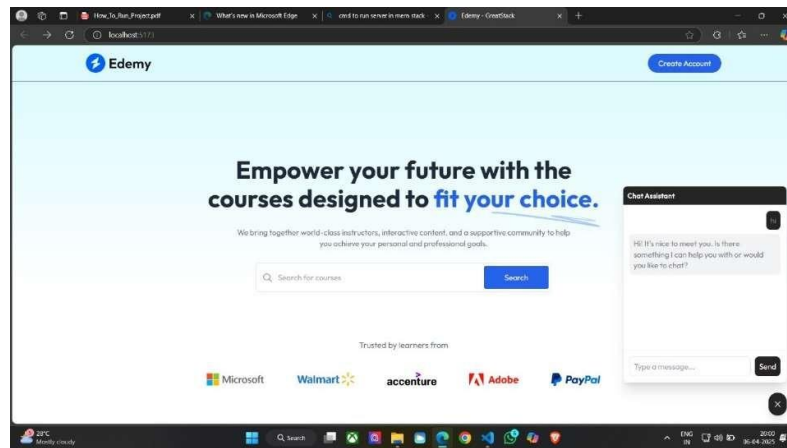 How_To_Run_Project.pdf
What's new in Microsoft Edge
cmd to run server in mern stack
Edemy - GreatStack
localhost:5173
Edemy
Create Account
Empower your future with the
courses designed to fit your choice.
We bring together world-class instructors, interactive content, and a supportive community to help
you achieve your personal and professional goals.
Search for courses
Search
Trusted by learners from
Microsoft
Walmart
accenture
Adobe
PayPal
Chat Assistant
Hi! It's nice to meet you. Is there
something I can help you with or would
you like to chat?
Type a message...
Send
28°C
Mostly cloudy
Search
ENG
IN
20:00
06-04-2025